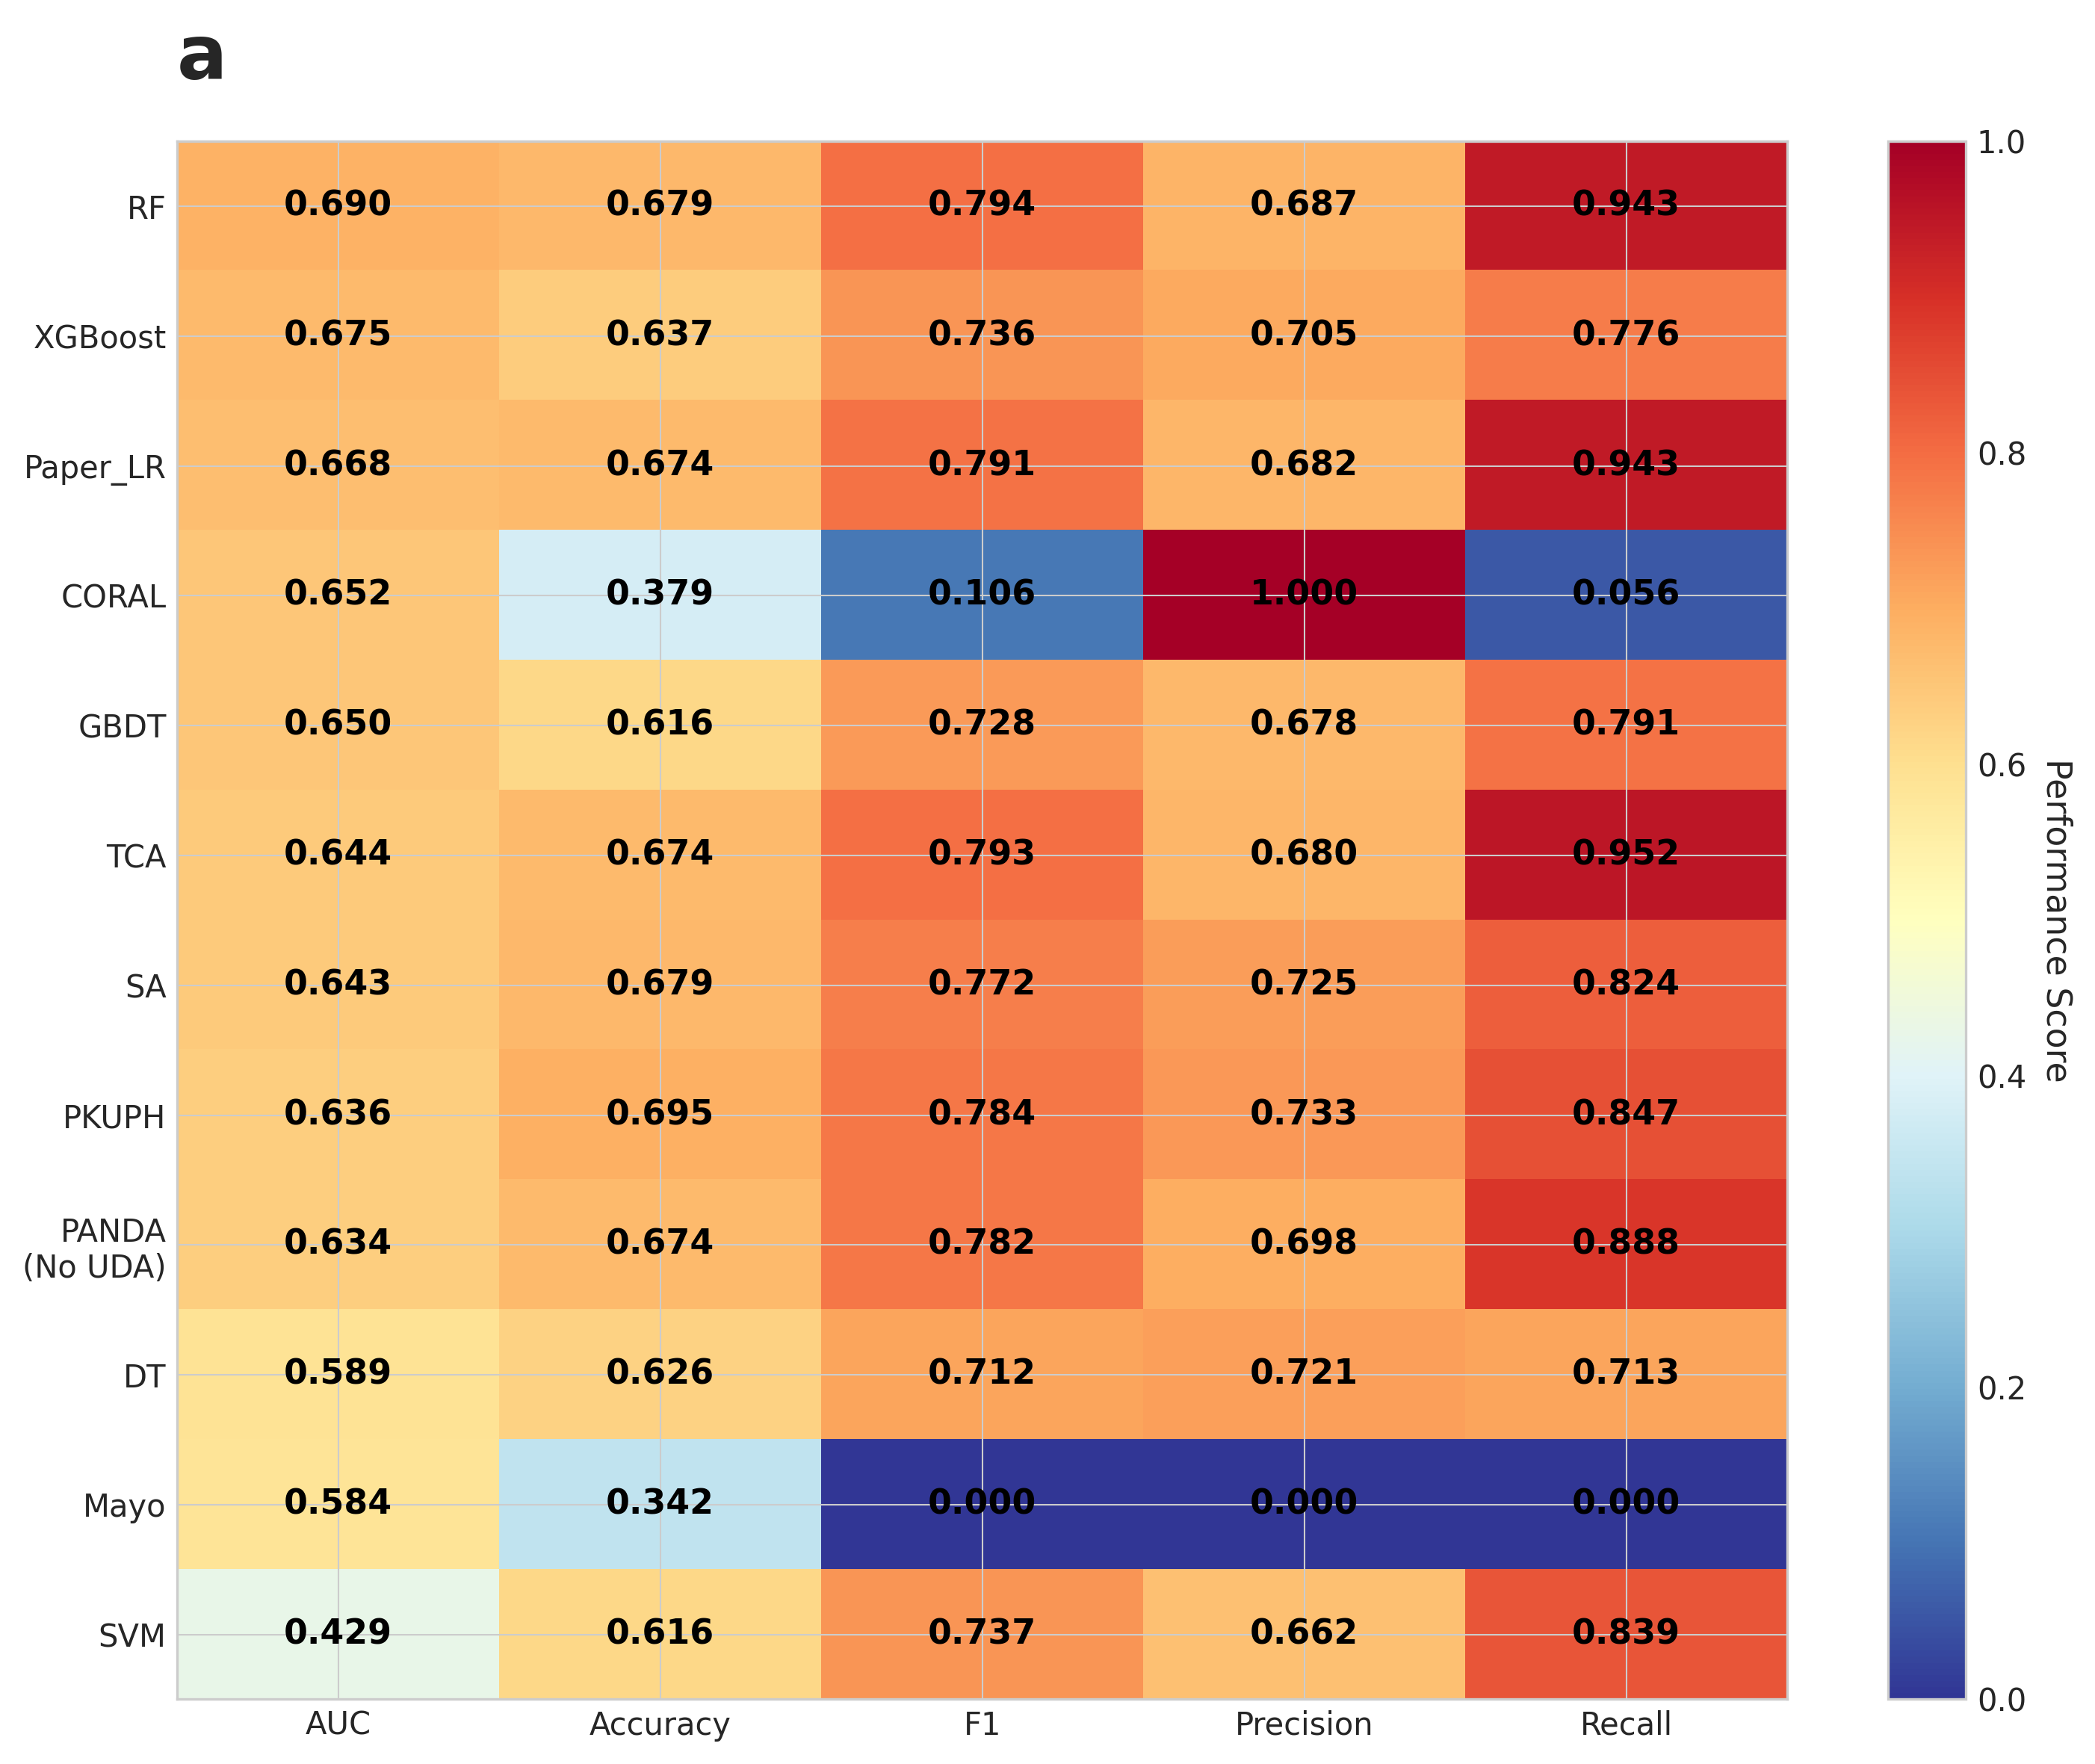 a
RF 0.690 0.679 0.794 0.687 0.943
XGBoost 0.675 0.637 0.736 0.705 0.776
Paper_LR 0.668 0.674 0.791 0.682 0.943
CORAL 0.652 0.379 0.106 1.000 0.056
GBDT 0.650 0.616 0.728 0.678 0.791
TCA 0.644 0.674 0.793 0.680 0.952
SA 0.643 0.679 0.772 0.725 0.824
PKUPH 0.636 0.695 0.784 0.733 0.847
PANDA
(No UDA) 0.634 0.674 0.782 0.698 0.888
DT 0.589 0.626 0.712 0.721 0.713
Mayo 0.584 0.342 0.000 0.000 0.000
SVM 0.429 0.616 0.737 0.662 0.839
AUC Accuracy F1 Precision Recall
1.0
0.8
0.6
0.4
0.2
0.0
Performance Score